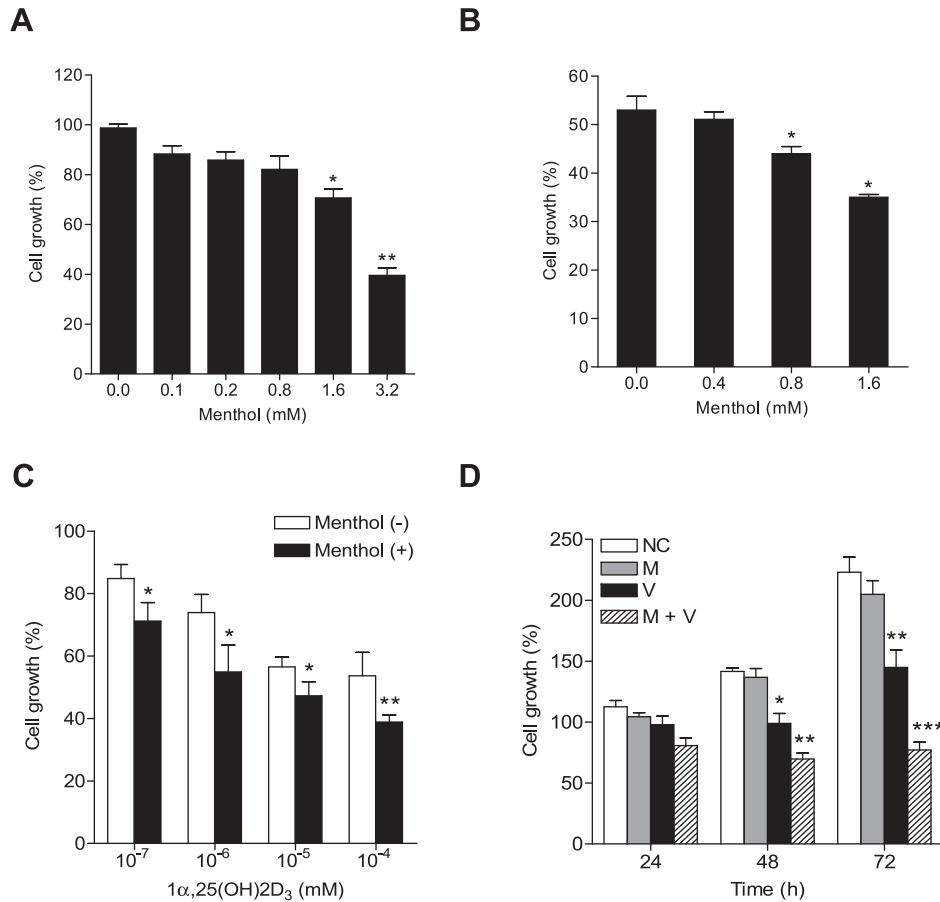 A
120
100
80
60
40
20
0
Cell growth (%)
*
**
0.0 0.1 0.2 0.8 1.6 3.2
Menthol (mM)
B
60
50
40
30
20
10
0
Cell growth (%)
*
*
0.0 0.4 0.8 1.6
Menthol (mM)
C
100
80
60
40
20
0
Cell growth (%)
Menthol (-)
Menthol (+)
*
*
*
**
10⁻⁷ 10⁻⁶ 10⁻⁵ 10⁻⁴
1α,25(OH)2D₃ (mM)
D
250
200
150
100
50
0
Cell growth (%)
NC
M
V
M + V
*
**
**
***
24 48 72
Time (h)